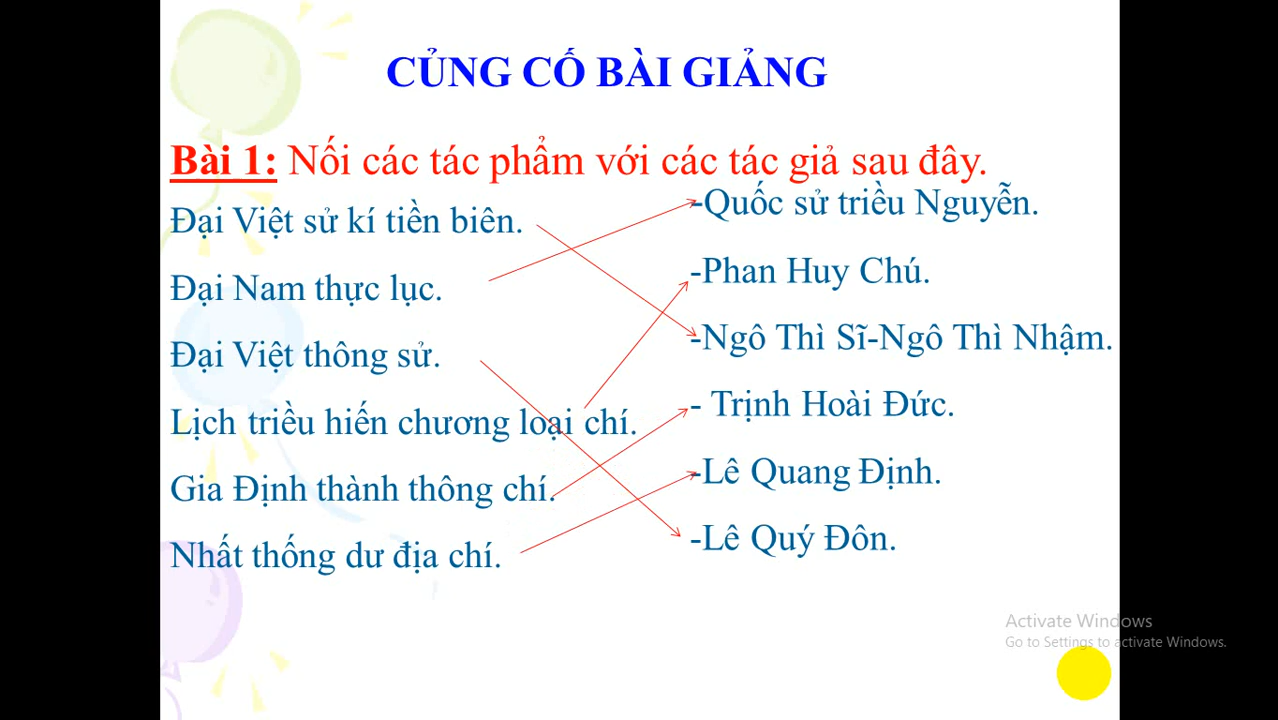 CỦNG CỐ BÀI GIẢNG
Bài 1: Nối các tác phẩm với các tác giả sau đây.
Đại Việt sử kí tiền biên.
Đại Nam thực lục.
Đại Việt thông sử.
Lịch triều hiến chương loại chí.
Gia Định thành thông chí.
Nhất thống dư địa chí.
-Quốc sử triều Nguyễn.
-Phan Huy Chú.
-Ngô Thì Sĩ-Ngô Thì Nhậm.
- Trịnh Hoài Đức.
-Lê Quang Định.
-Lê Quý Đôn.
Activate Windows
Go to Settings to activate Windows.